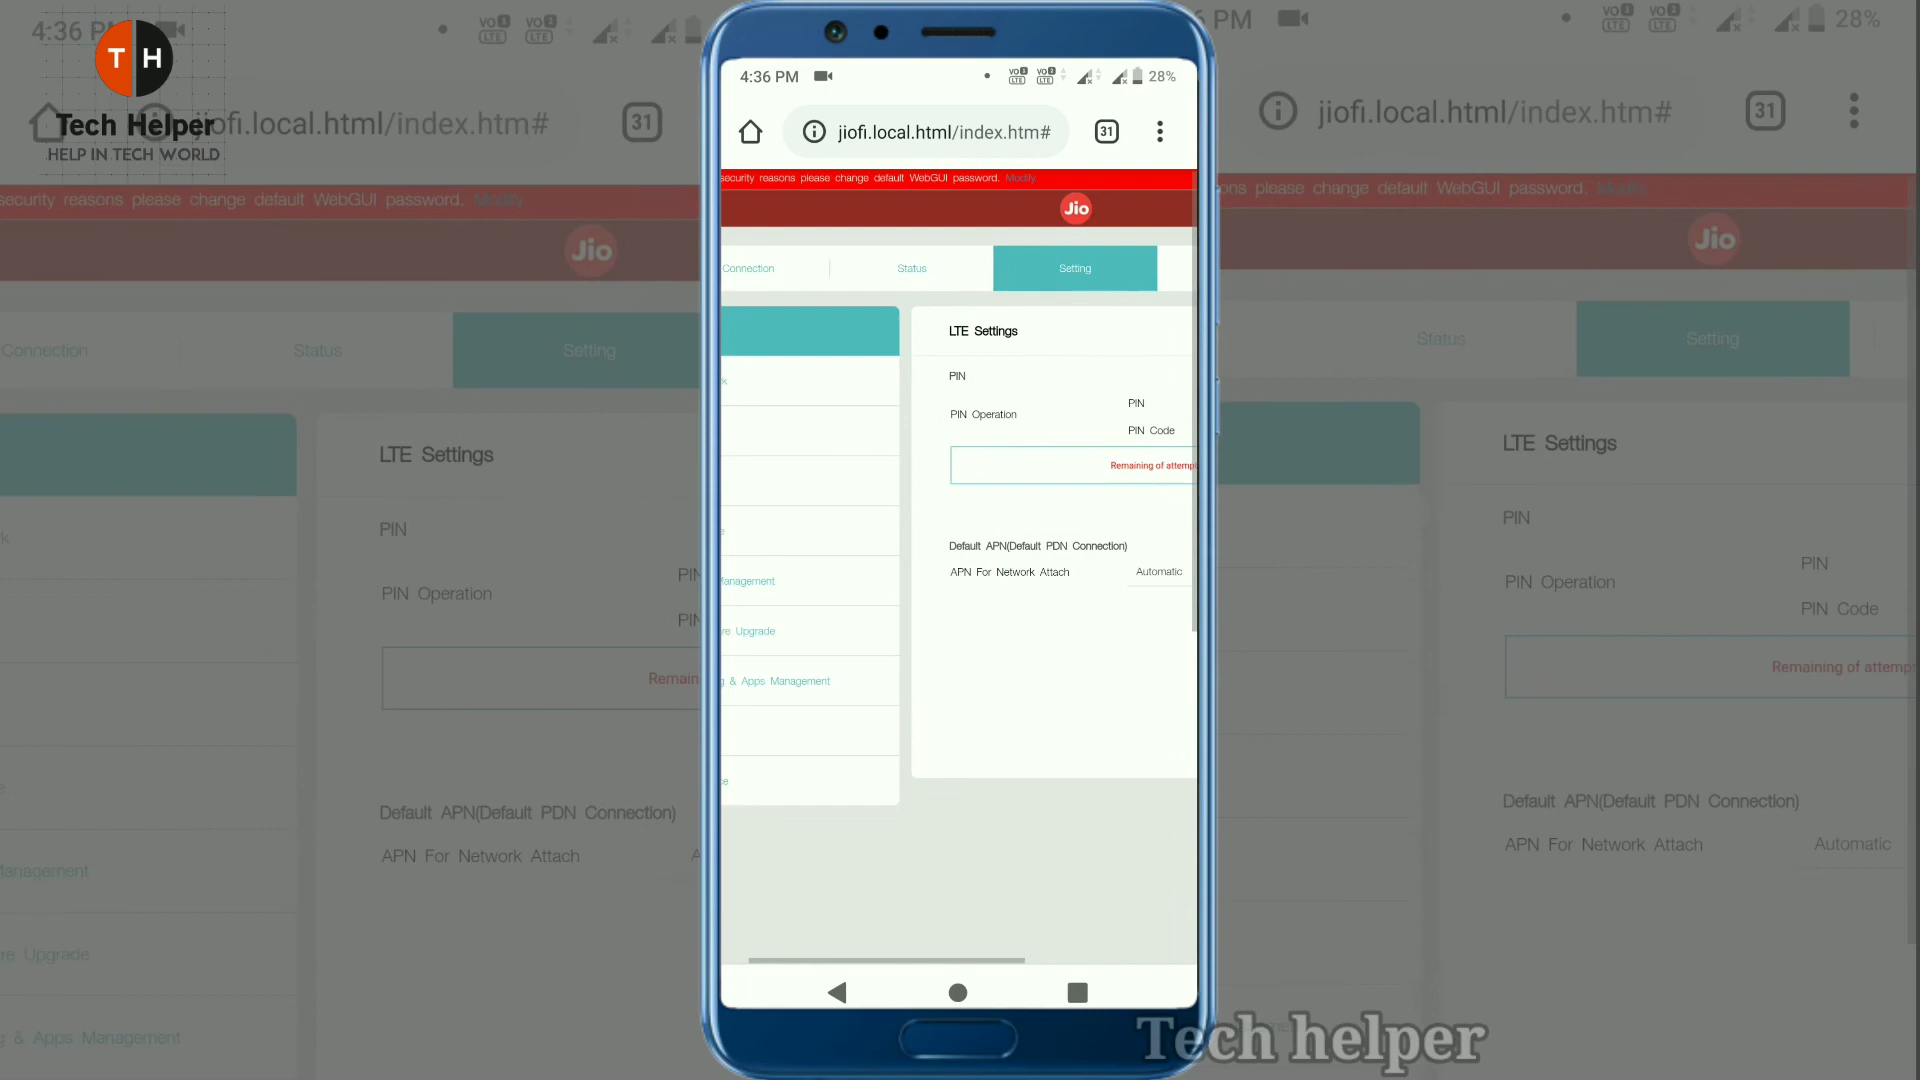 4:36 PM
28%
jiofi.local.html/index.htm#
31
security reasons please change default WebGUI password. Modify
Jio
Connection
Status
Setting
LTE Settings
PIN
PIN
PIN Operation
PIN Code
Remaining of attempt
Default APN(Default PDN Connection)
APN For Network Attach
Automatic
Management
re Upgrade
g & Apps Management
T H
Tech Helper
HELP IN TECH WORLD
Tech helper